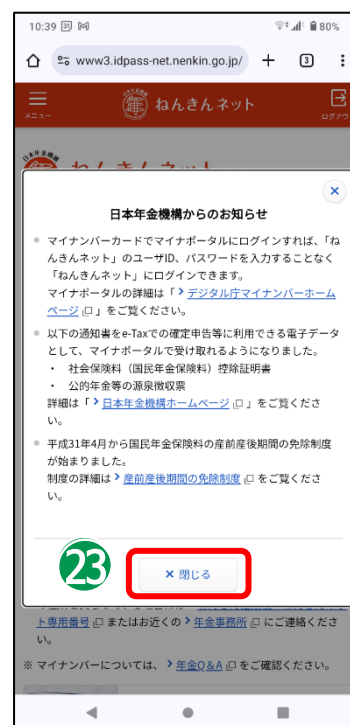 10:39 31 80%
www3.idpass-net.nenkin.go.jp/ + 3
メニュー ねんきんネット ログアウ
ねんきんネット
×
日本年金機構からのお知らせ
マイナンバーカードでマイナポータルにログインすれば、「ね
んきんネット」のユーザID、パスワードを入力することなく
「ねんきんネット」にログインできます。
マイナポータルの詳細は「デジタル庁マイナンバーホーム
ページ」をご覧ください。
以下の通知書をe-Taxでの確定申告等に利用できる電子データ
として、マイナポータルで受け取れるようになりました。
・ 社会保険料（国民年金保険料）控除証明書
・ 公的年金等の源泉徴収票
詳細は「日本年金機構ホームページ」をご覧くださ
い。
平成31年4月から国民年金保険料の産前産後期間の免除制度
が始まりました。
制度の詳細は 産前産後期間の免除制度 をご覧くださ
い。
23 × 閉じる
ト専用番号 またはお近くの 年金事務所 にご連絡くださ
い。
※ マイナンバーについては、 年金Q&A をご確認ください。